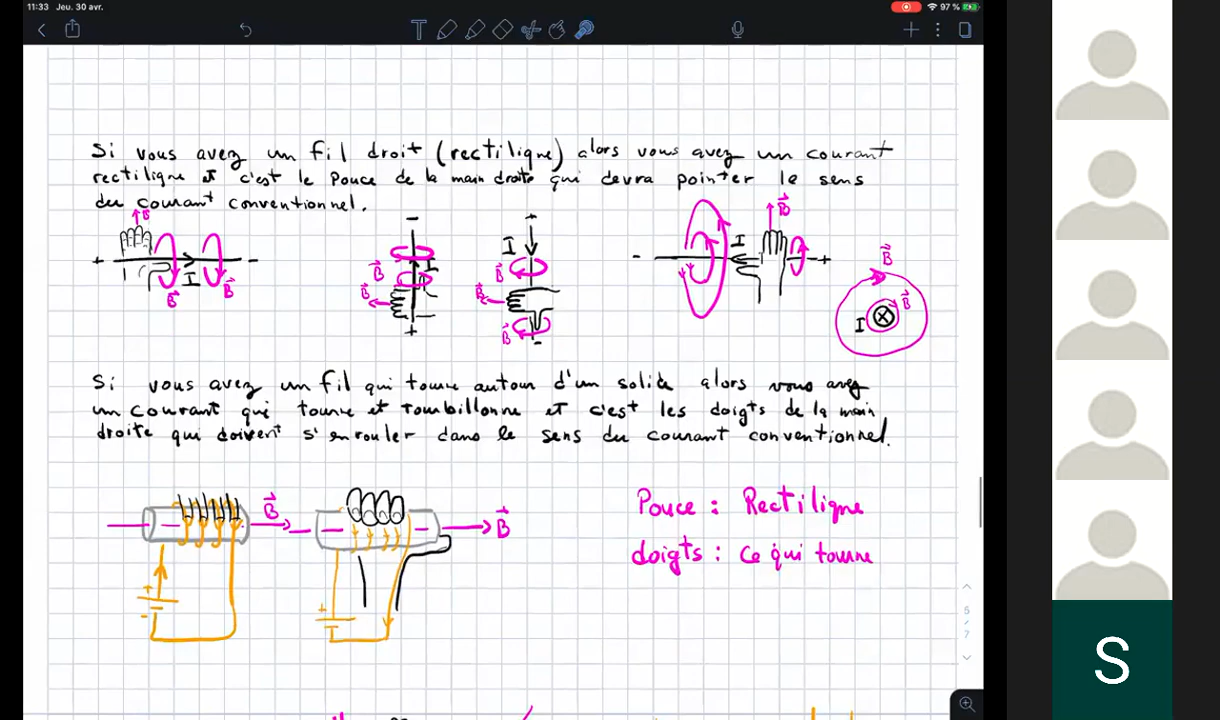 11:33 Jeu. 30 avr.
97 %
Si vous avez un fil droit (rectiligne) alors vous avez un courant
rectiligne et c'est le Pouce de la main droite qui devra pointer le sens
du courant conventionnel.
B
+ I -
B B
-
I
B
B
+
+
I
B
B
B
-
B
- I +
B
B
I
Si vous avez un fil qui tourne autour d'un solide alors vous avez
un courant qui tourne et tourbillonne et c'est les doigts de la main
droite qui doivent s'enrouler dans le sens du courant conventionnel.
B
B
+
-
+
-
Pouce : Rectiligne
doigts : Ce qui tourne
5
/
7
S